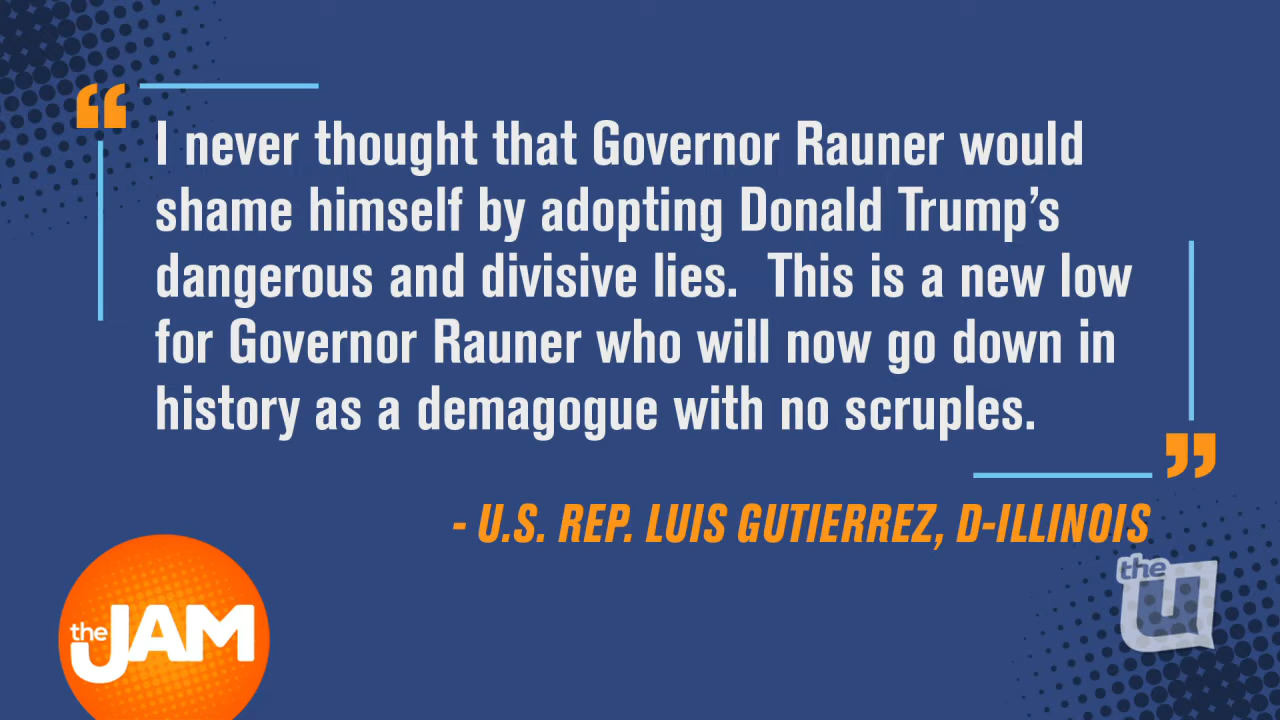 “
I never thought that Governor Rauner would
shame himself by adopting Donald Trump’s
dangerous and divisive lies.  This is a new low
for Governor Rauner who will now go down in
history as a demagogue with no scruples.
”
- U.S. REP. LUIS GUTIERREZ, D-ILLINOIS
the
JAM
the
U